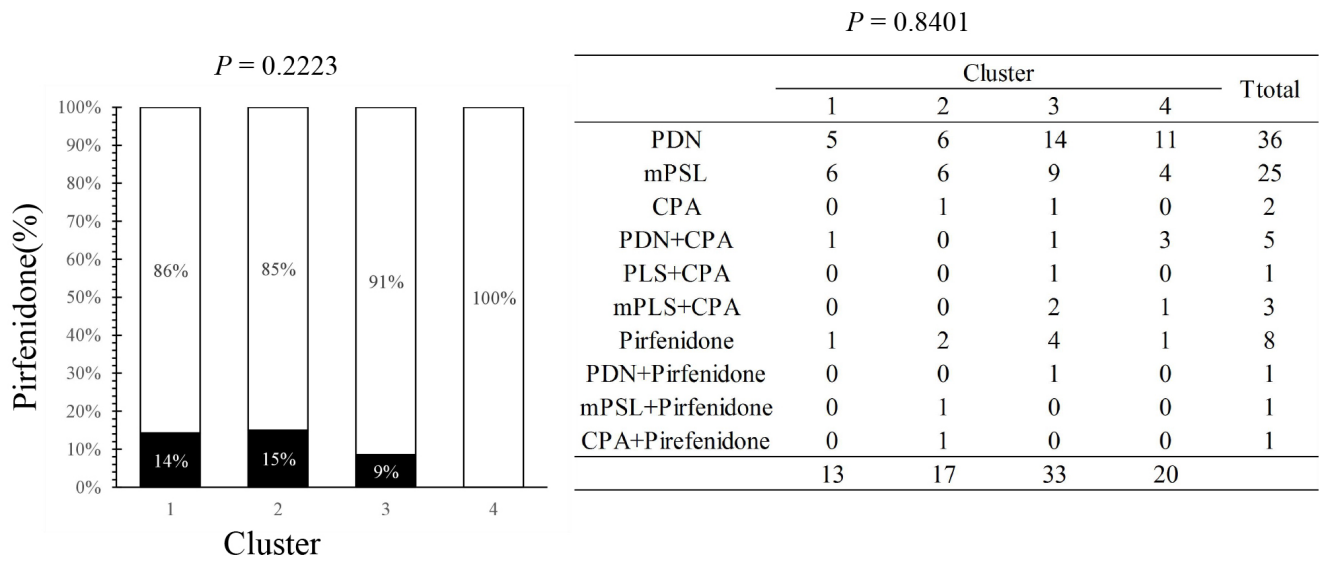 P = 0.2223
Pirfenidone(%)
100%
90%
80%
70%
60%
50%
40%
30%
20%
10%
0%
86% 85% 91% 100%
14% 15% 9%
1 2 3 4
Cluster
P = 0.8401
Cluster Ttotal
1 2 3 4
PDN 5 6 14 11 36
mPSL 6 6 9 4 25
CPA 0 1 1 0 2
PDN+CPA 1 0 1 3 5
PLS+CPA 0 0 1 0 1
mPLS+CPA 0 0 2 1 3
Pirfenidone 1 2 4 1 8
PDN+Pirfenidone 0 0 1 0 1
mPSL+Pirfenidone 0 1 0 0 1
CPA+Pirefenidone 0 1 0 0 1
13 17 33 20